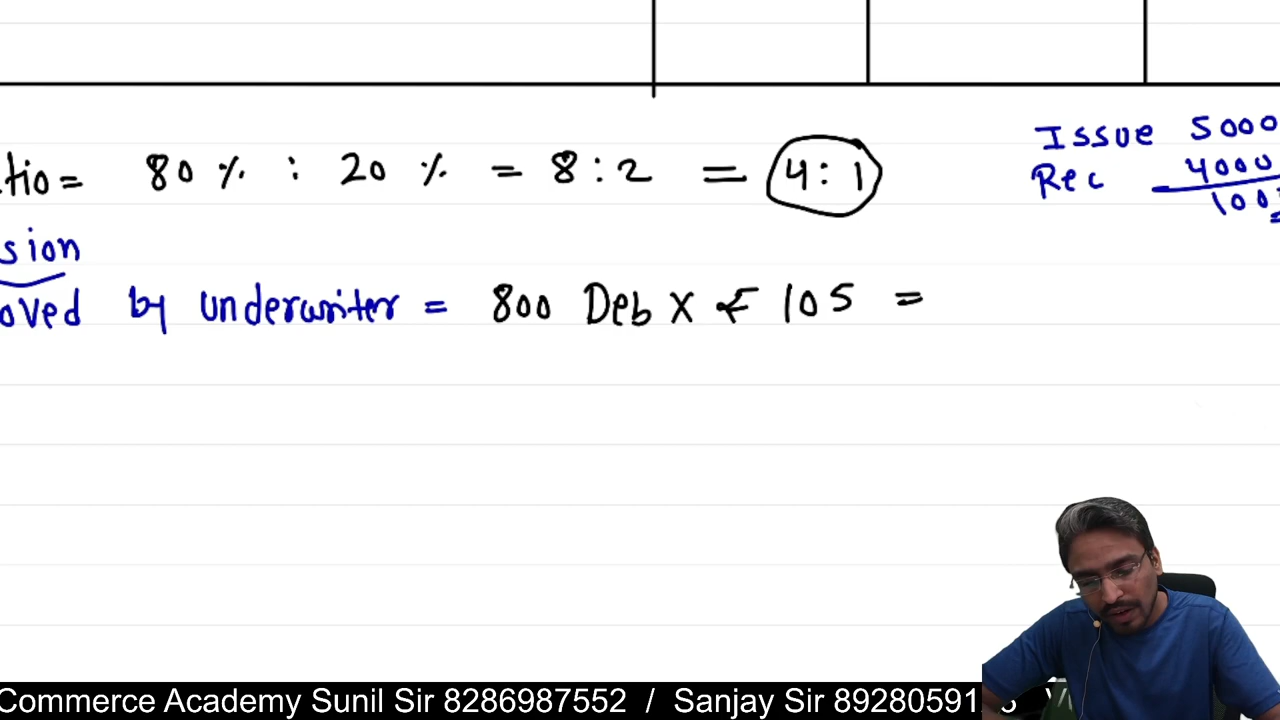 Issue 5000
tio = 80 % : 20 % = 8 : 2 = 4 : 1
Rec 4000
sion
oved by underwriter = 800 Deb X ₹ 105 =
Commerce Academy Sunil Sir 8286987552 / Sanjay Sir